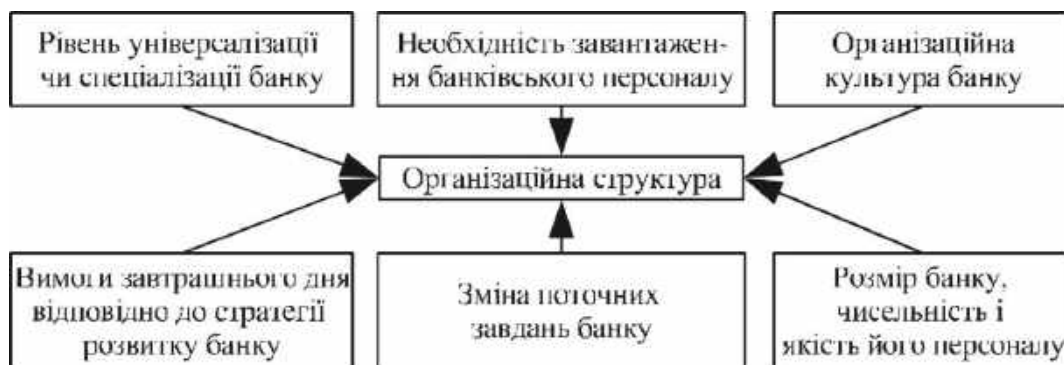 Рівень універсалізації
чи спеціалізації банку
Необхідність завантажен-
ня банківського персоналу
Організаційна
культура банку
Організаційна структура
Вимоги завтрашнього дня
відповідно до стратегії
розвитку банку
Зміна поточних
завдань банку
Розмір банку,
чисельність і
якість його персоналу